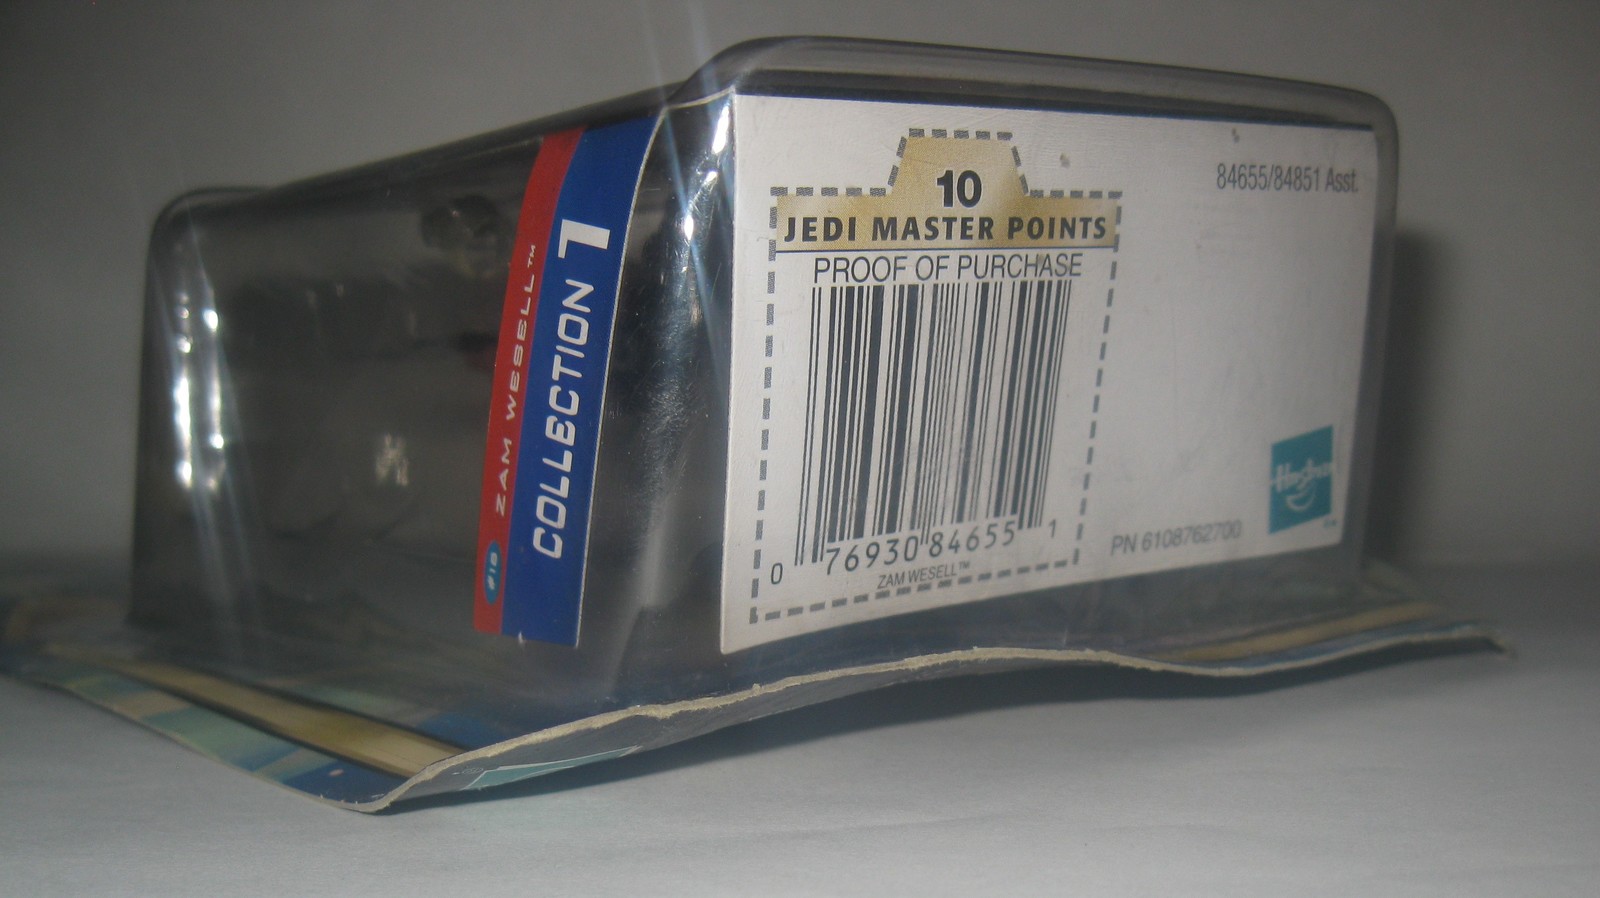 #18 ZAM WESELL™
COLLECTION 1
10
JEDI MASTER POINTS
PROOF OF PURCHASE
0 76930 84655 1
ZAM WESELL™
84655/84851 Asst.
Hasbro
PN 6108762700